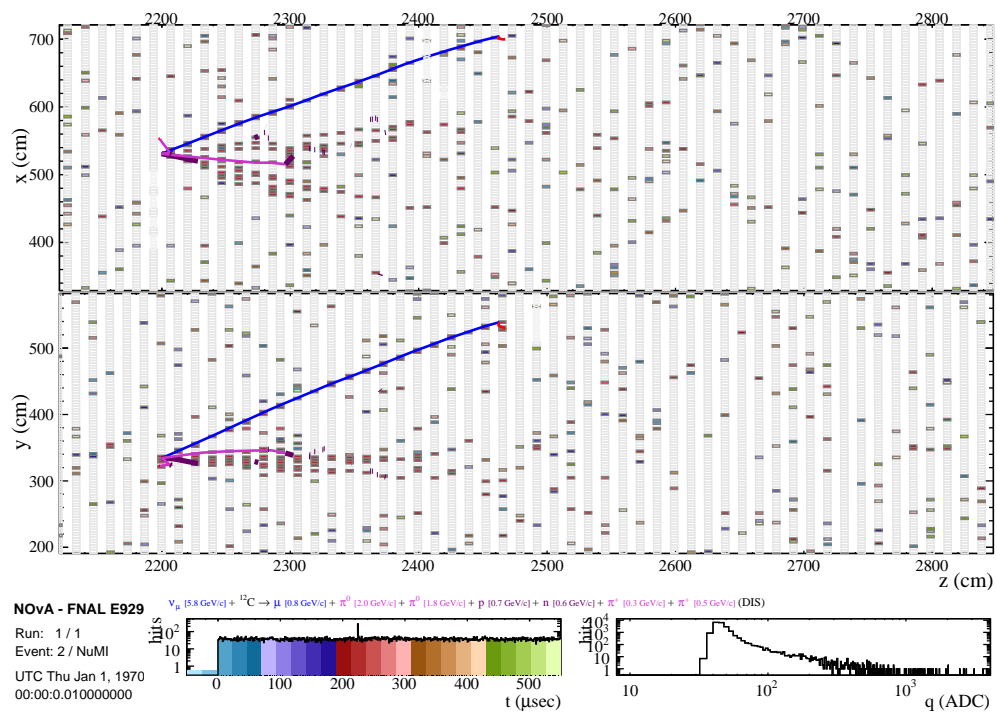 2200 2300 2400 2500 2600 2700 2800
700
600
500
400
x (cm)
500
400
300
200
y (cm)
2200 2300 2400 2500 2600 2700 2800
z (cm)
νμ [5.8 GeV/c] + ¹²C → μ [0.8 GeV/c] + π⁰ [2.0 GeV/c] + π⁰ [1.8 GeV/c] + p [0.7 GeV/c] + n [0.6 GeV/c] + π⁺ [0.3 GeV/c] + π⁺ [0.5 GeV/c] (DIS)
NOvA - FNAL E929
Run: 1 / 1
Event: 2 / NuMI
UTC Thu Jan 1, 1970
00:00:0.010000000
hits
10²
10
1
0 100 200 300 400 500
t (μsec)
hits
10⁴
10³
10²
10
1
10 10² 10³
q (ADC)